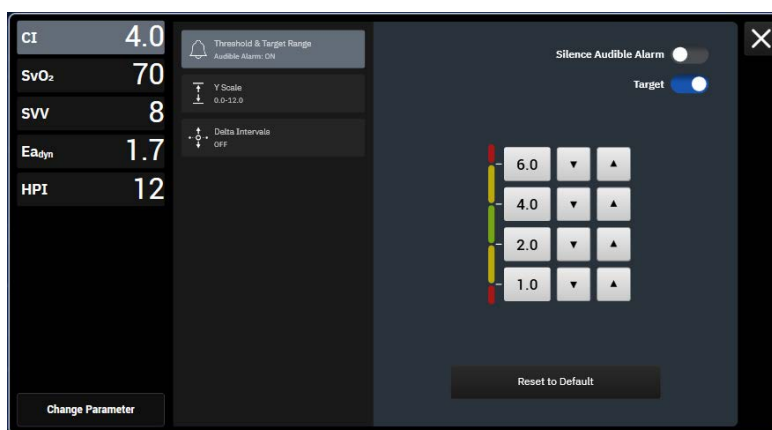 CI 4.0
SvO₂ 70
SVV 8
Eadyn 1.7
HPI 12
Change Parameter
Threshold & Target Range
Audible Alarm: ON
Y Scale
0.0-12.0
Delta Intervals
OFF
Silence Audible Alarm
Target
6.0
4.0
2.0
1.0
Reset to Default